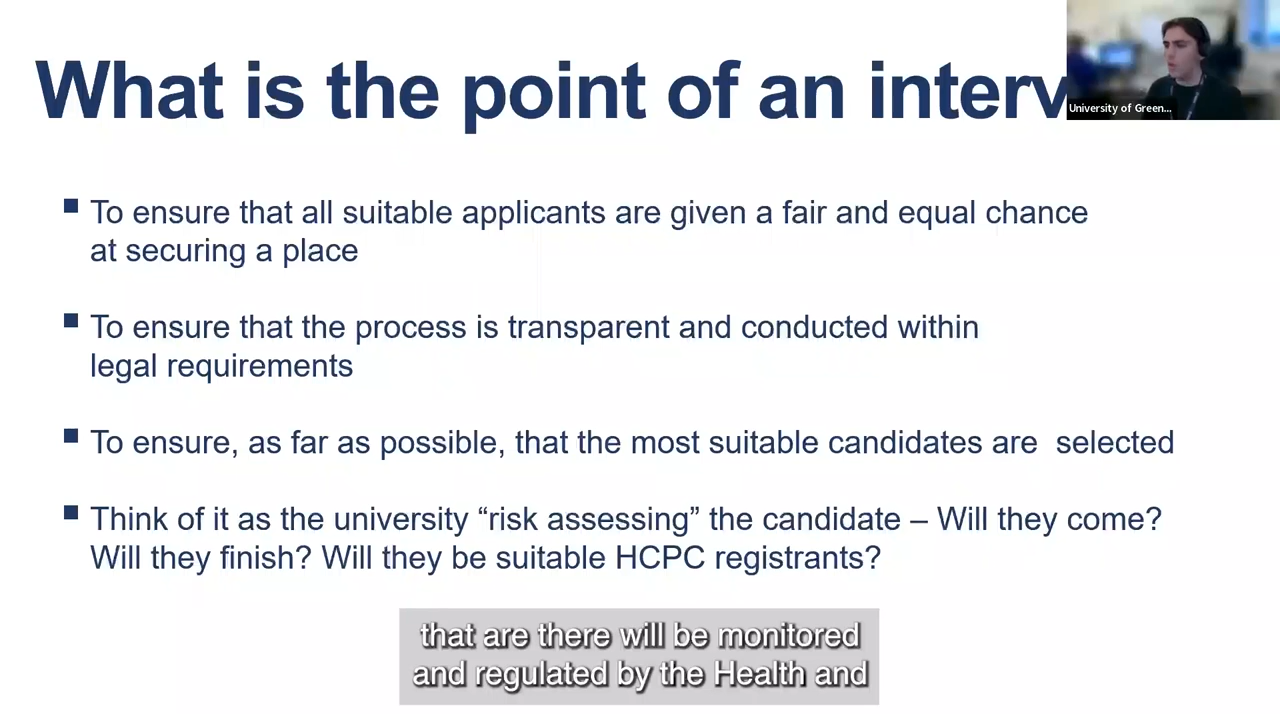 What is the point of an interv
University of Green...
▪ To ensure that all suitable applicants are given a fair and equal chance
at securing a place
▪ To ensure that the process is transparent and conducted within
legal requirements
▪ To ensure, as far as possible, that the most suitable candidates are  selected
▪ Think of it as the university “risk assessing” the candidate – Will they come?
Will they finish? Will they be suitable HCPC registrants?
that are there will be monitored
and regulated by the Health and